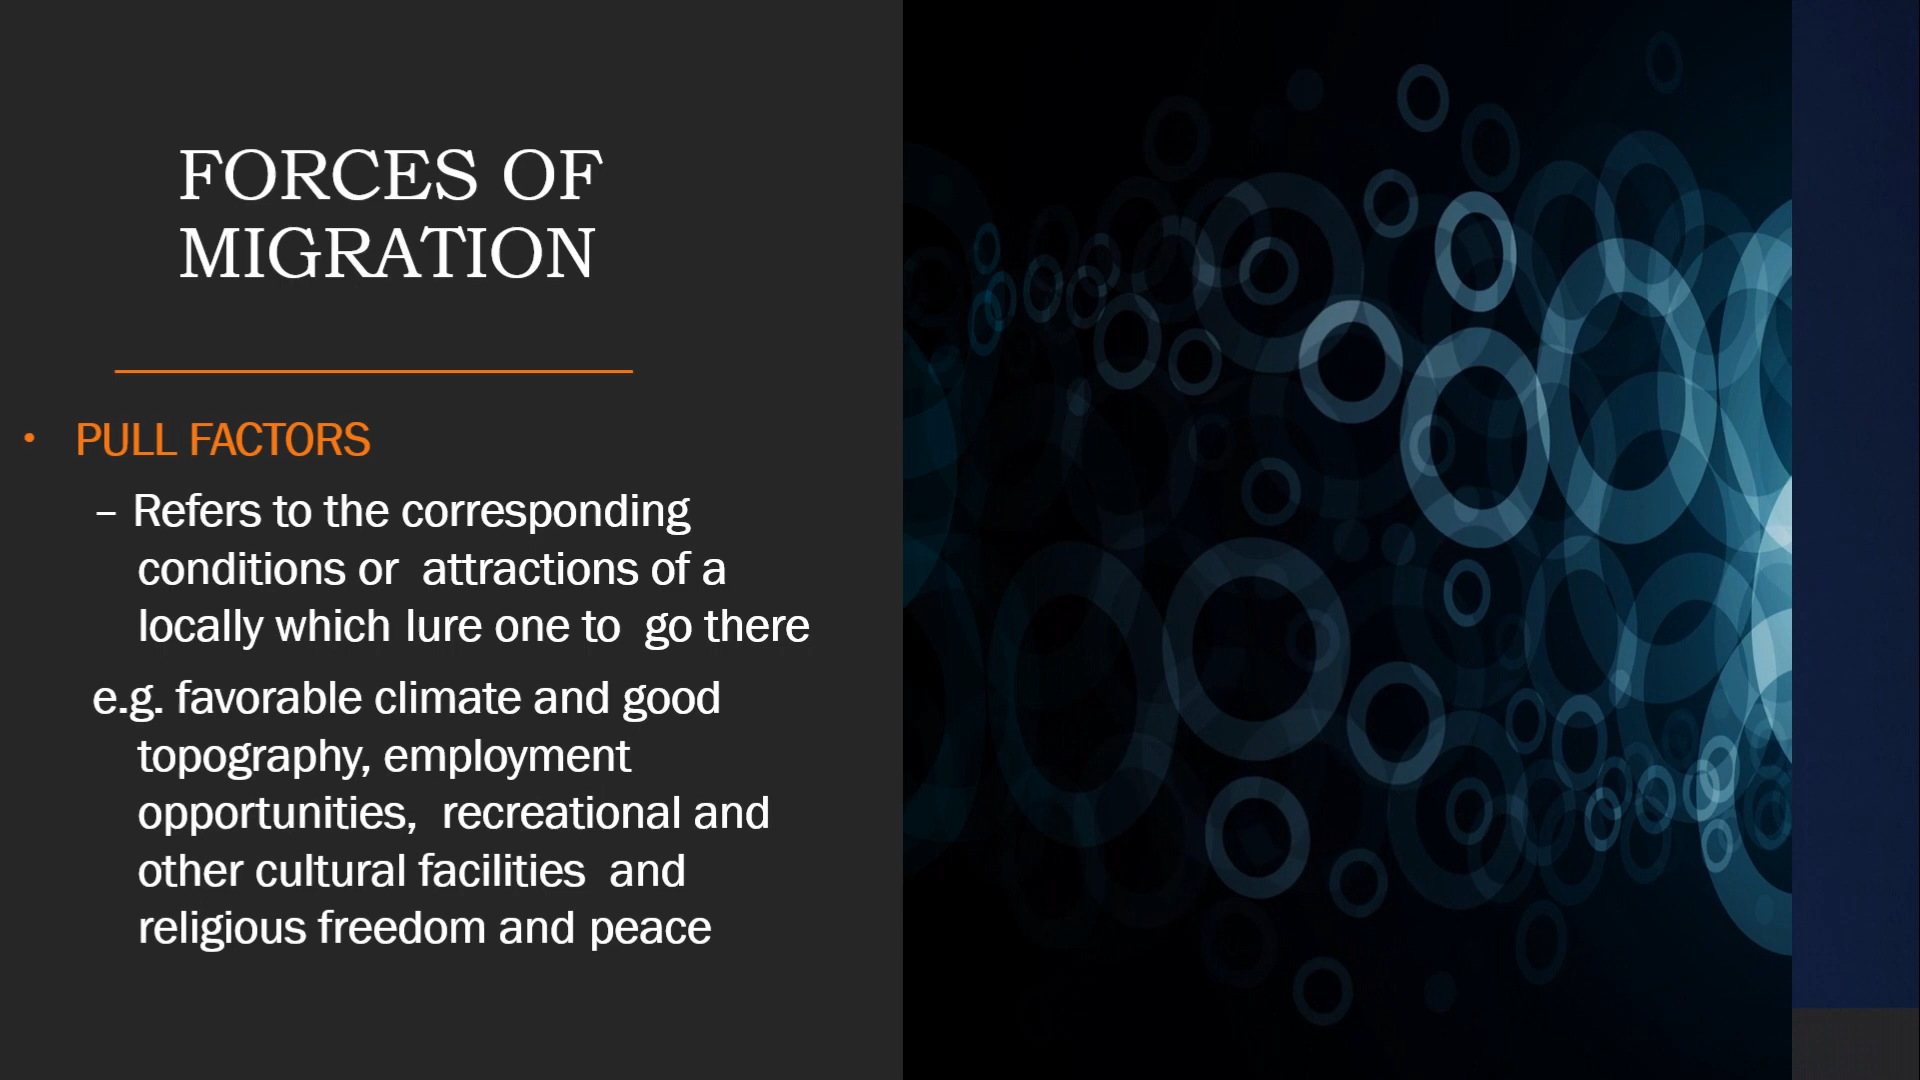 FORCES OF
MIGRATION
• PULL FACTORS
– Refers to the corresponding
conditions or attractions of a
locally which lure one to go there
e.g. favorable climate and good
topography, employment
opportunities, recreational and
other cultural facilities and
religious freedom and peace